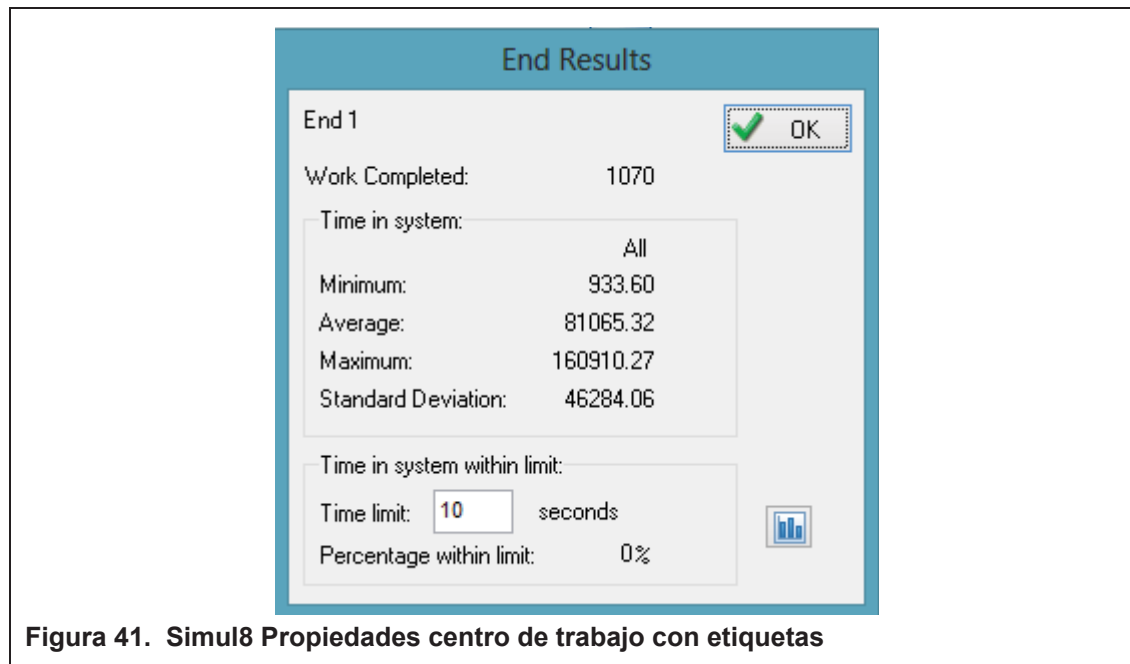 End Results
End 1
OK
Work Completed: 1070
Time in system:
All
Minimum: 933.60
Average: 81065.32
Maximum: 160910.27
Standard Deviation: 46284.06
Time in system within limit:
Time limit: 10 seconds
Percentage within limit: 0%
Figura 41. Simul8 Propiedades centro de trabajo con etiquetas